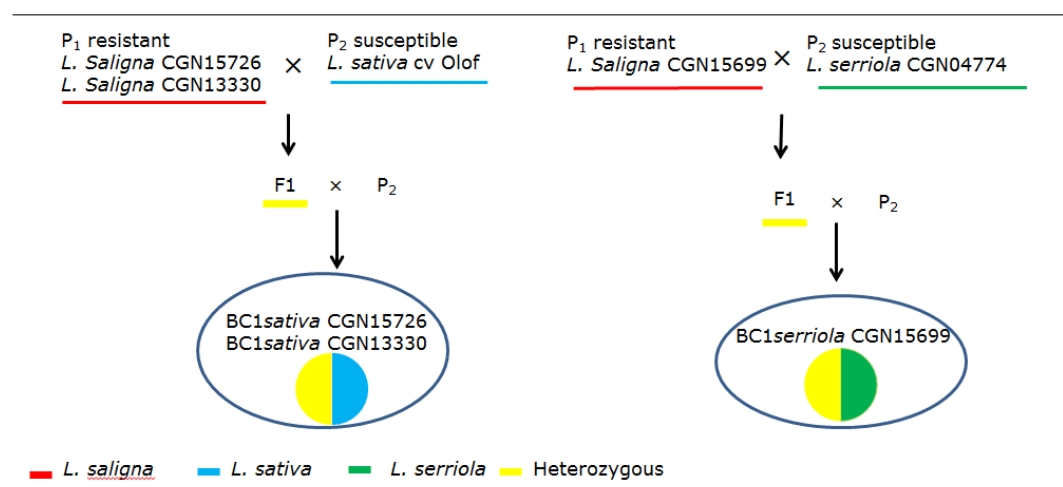 P1 resistant
L. Saligna CGN15726
L. Saligna CGN13330
×
P2 susceptible
L. sativa cv Olof
F1 × P2
BC1sativa CGN15726
BC1sativa CGN13330
P1 resistant
L. Saligna CGN15699
×
P2 susceptible
L. serriola CGN04774
F1 × P2
BC1serriola CGN15699
L. saligna L. sativa L. serriola Heterozygous